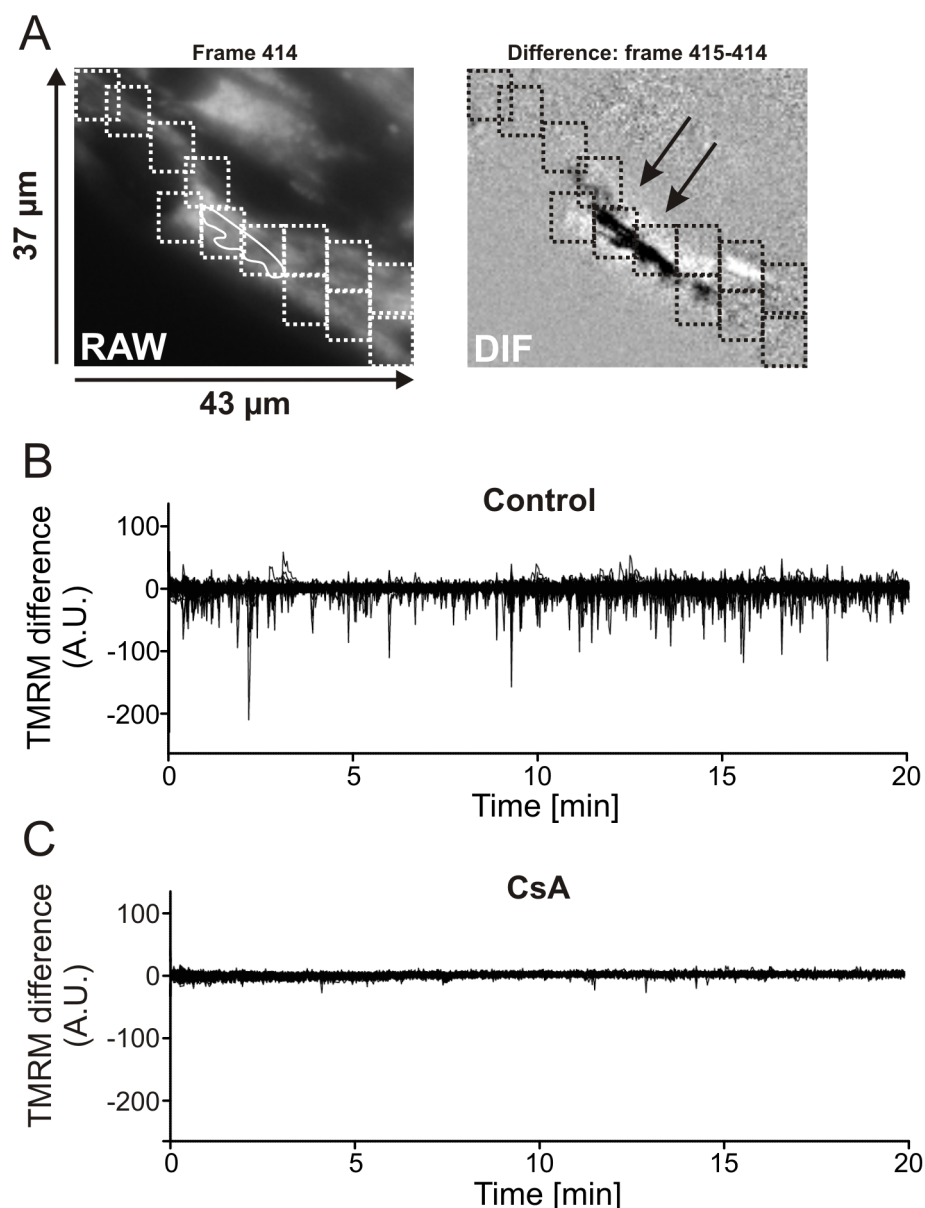 A
Frame 414
Difference: frame 415-414
37 µm
RAW
DIF
43 µm
B
Control
TMRM difference
(A.U.)
100
0
-100
-200
0 5 10 15 20
Time [min]
C
CsA
TMRM difference
(A.U.)
100
0
-100
-200
0 5 10 15 20
Time [min]